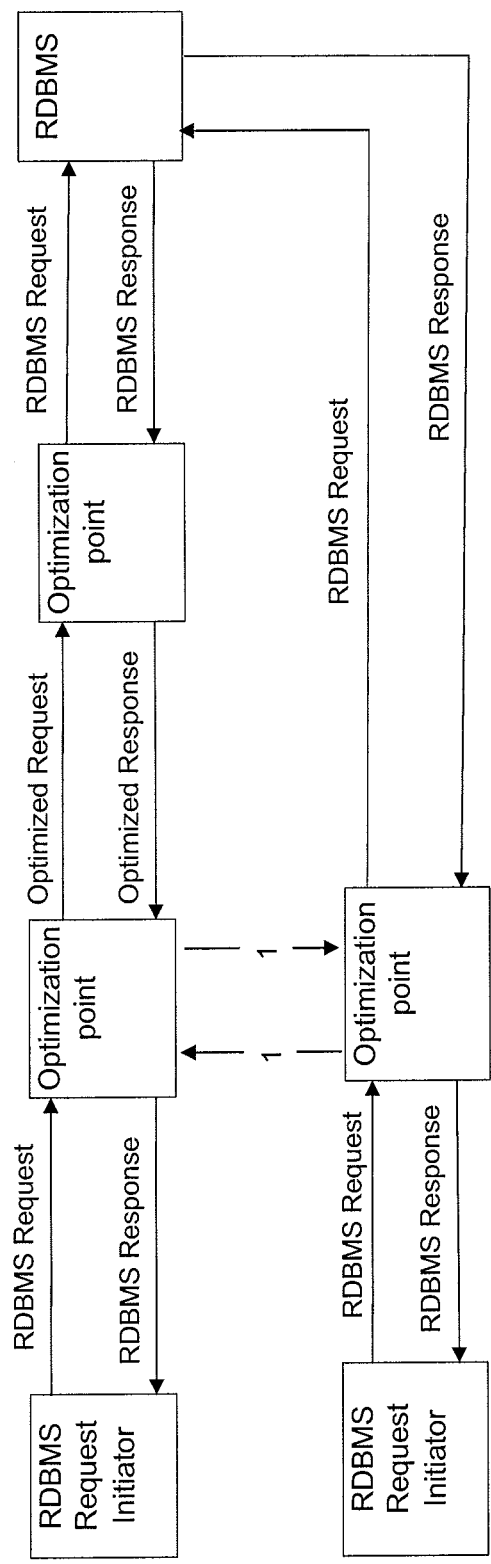 RDBMS
Request
Initiator
RDBMS Request
RDBMS Response
Optimization
point
Optimized Request
Optimized Response
Optimization
point
RDBMS Request
RDBMS Response
RDBMS
1
1
RDBMS
Request
Initiator
RDBMS Request
RDBMS Response
Optimization
point
RDBMS Request
RDBMS Response